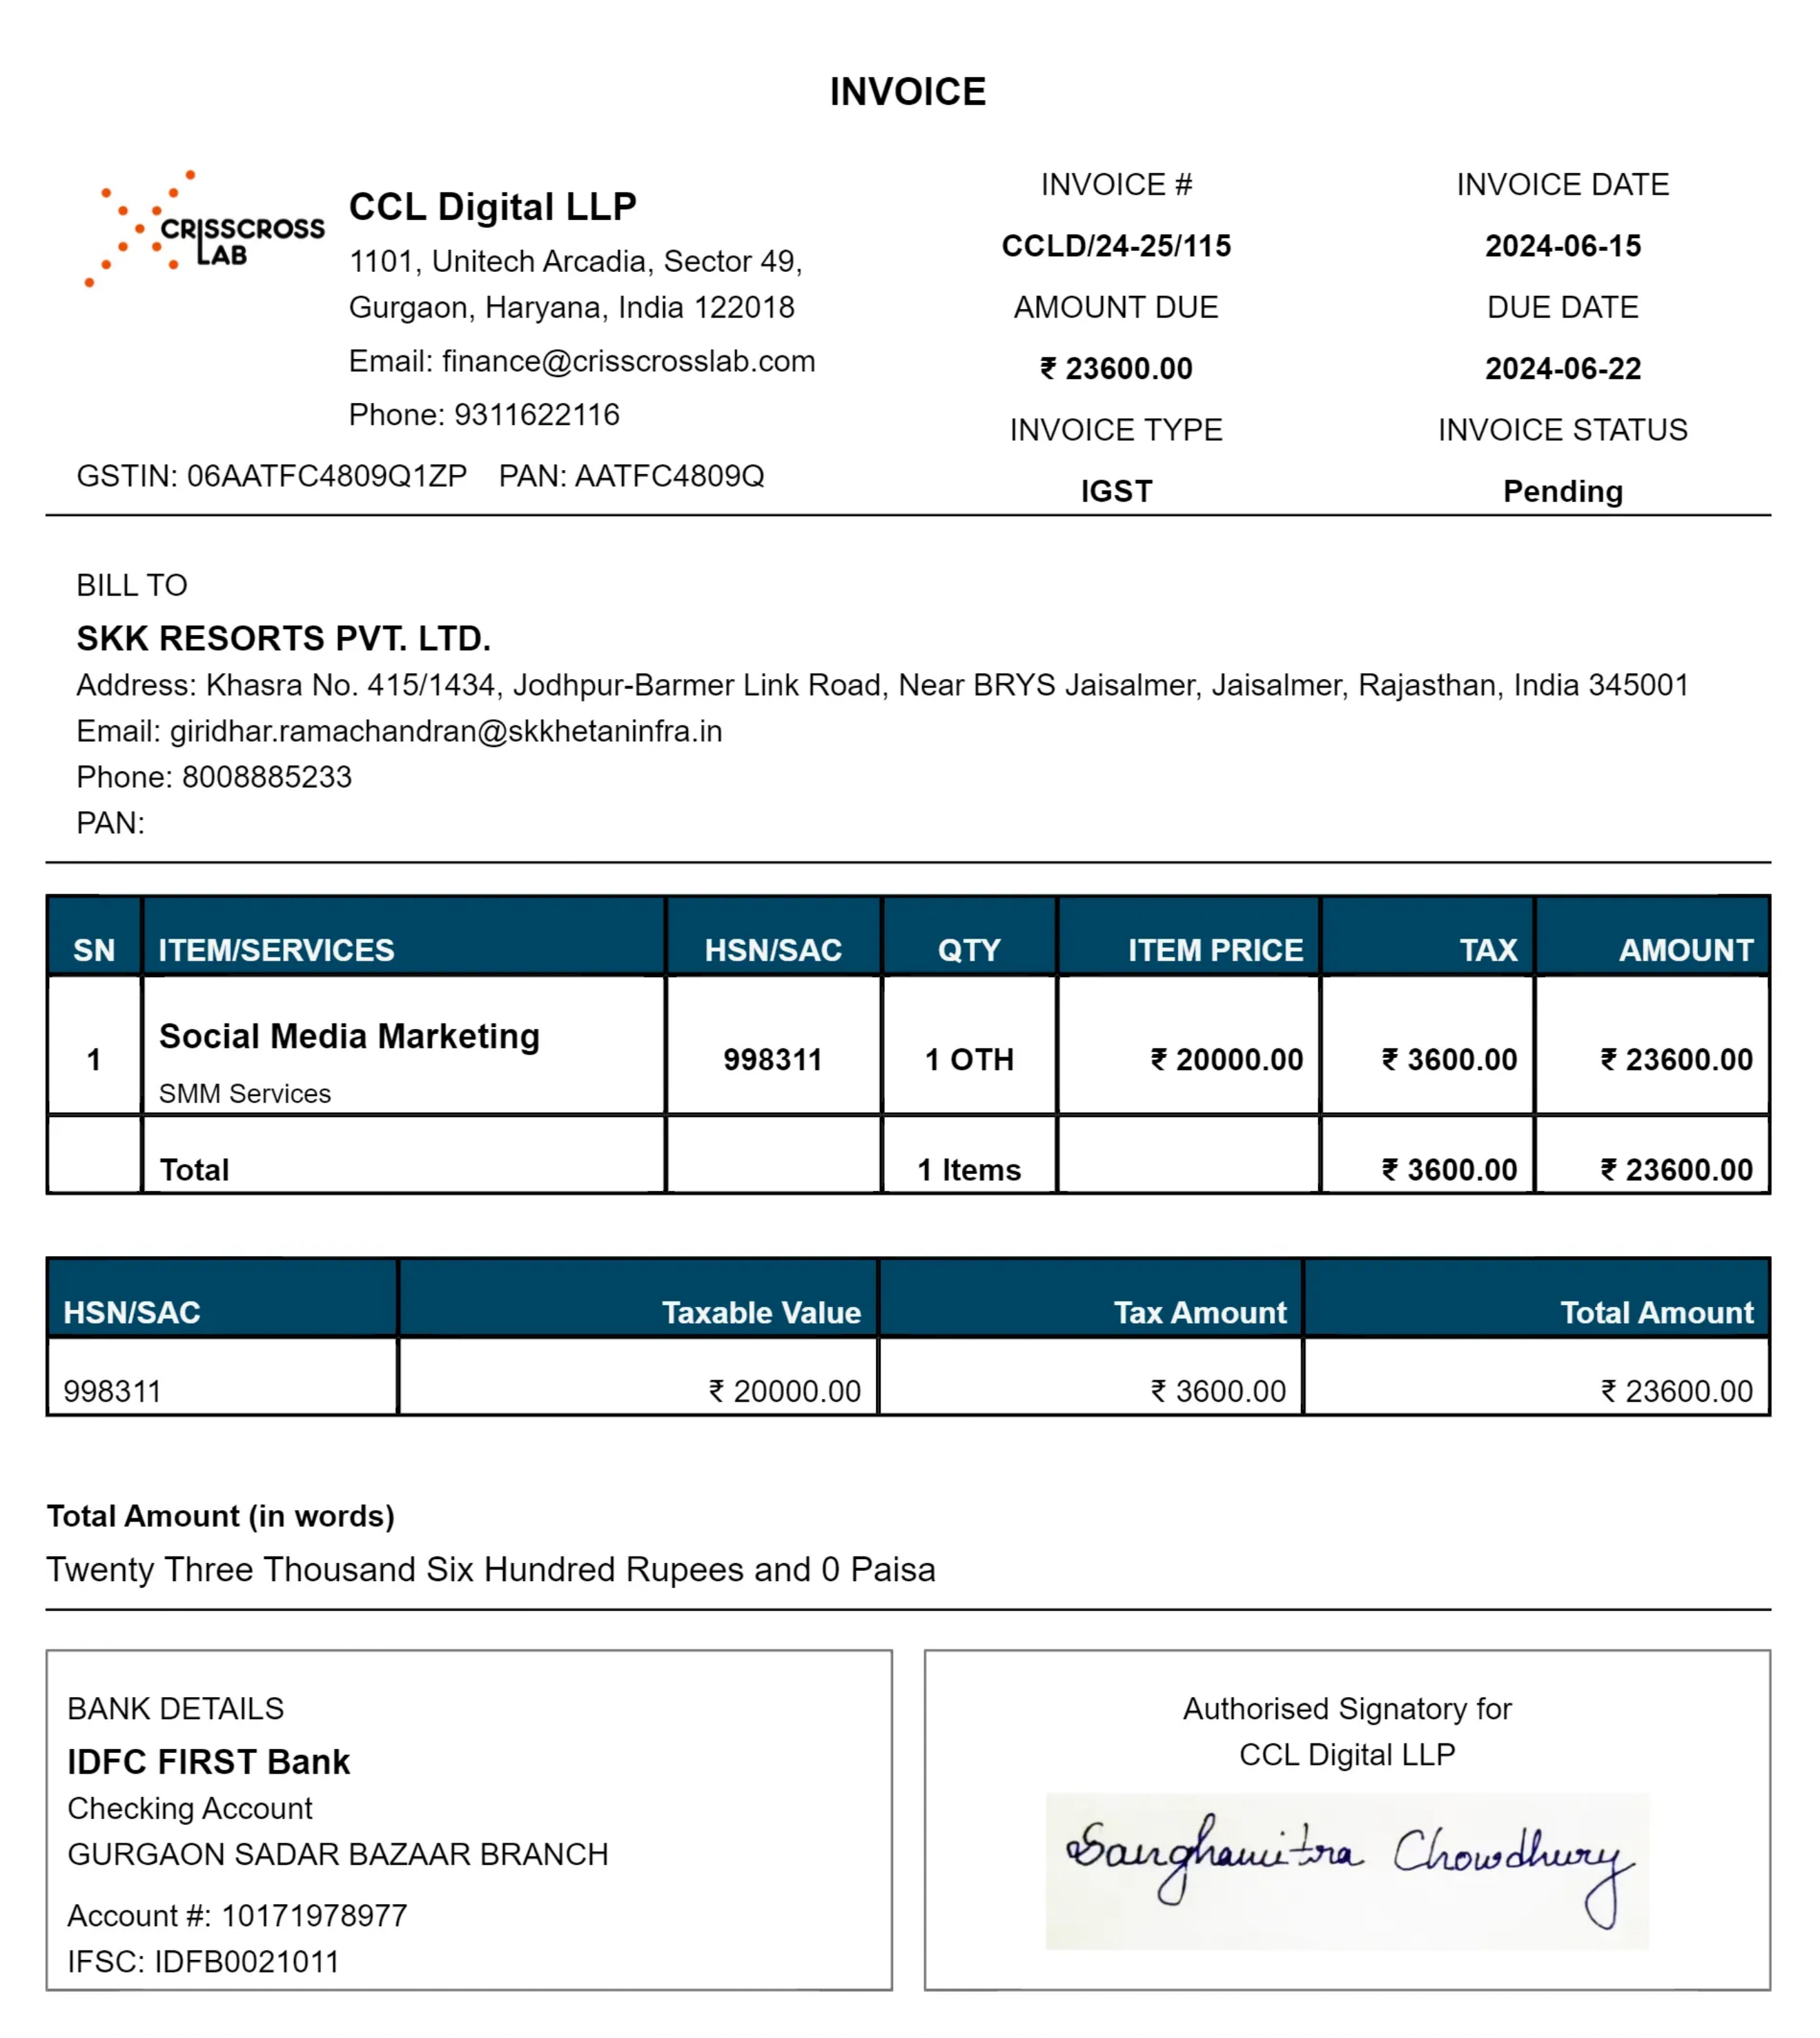 INVOICE
CRISSCROSS
LAB
CCL Digital LLP
1101, Unitech Arcadia, Sector 49,
Gurgaon, Haryana, India 122018
Email: finance@crisscrosslab.com
Phone: 9311622116
GSTIN: 06AATFC4809Q1ZP PAN: AATFC4809Q
INVOICE # INVOICE DATE
CCLD/24-25/115 2024-06-15
AMOUNT DUE DUE DATE
₹ 23600.00 2024-06-22
INVOICE TYPE INVOICE STATUS
IGST Pending
BILL TO
SKK RESORTS PVT. LTD.
Address: Khasra No. 415/1434, Jodhpur-Barmer Link Road, Near BRYS Jaisalmer, Jaisalmer, Rajasthan, India 345001
Email: giridhar.ramachandran@skkhetaninfra.in
Phone: 8008885233
PAN:
SN ITEM/SERVICES HSN/SAC QTY ITEM PRICE TAX AMOUNT
1 Social Media Marketing 998311 1 OTH ₹ 20000.00 ₹ 3600.00 ₹ 23600.00
SMM Services
Total 1 Items ₹ 3600.00 ₹ 23600.00
HSN/SAC Taxable Value Tax Amount Total Amount
998311 ₹ 20000.00 ₹ 3600.00 ₹ 23600.00
Total Amount (in words)
Twenty Three Thousand Six Hundred Rupees and 0 Paisa
BANK DETAILS
IDFC FIRST Bank
Checking Account
GURGAON SADAR BAZAAR BRANCH
Account #: 10171978977
IFSC: IDFB0021011
Authorised Signatory for
CCL Digital LLP
Sanghamitra Chowdhury